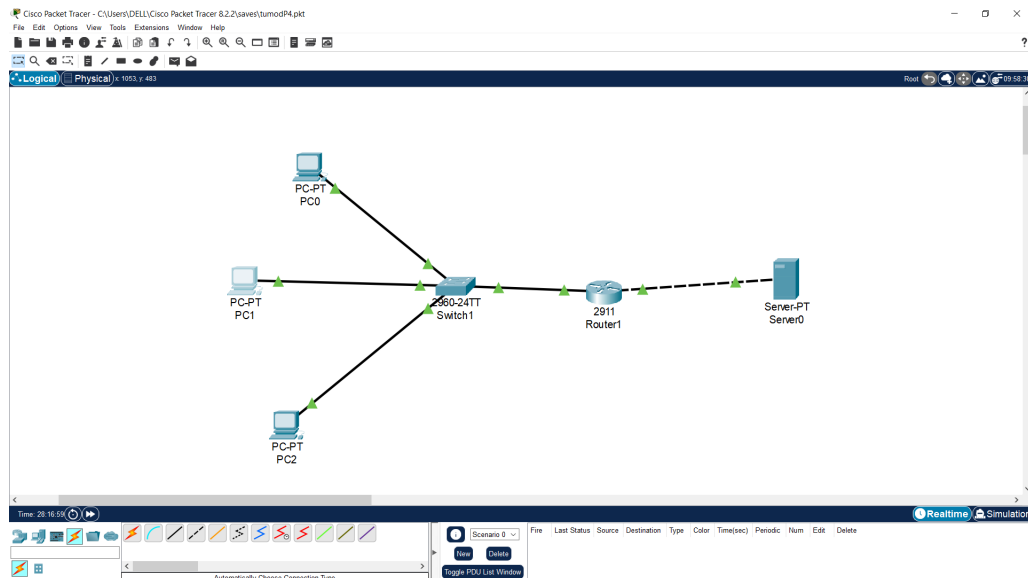 Cisco Packet Tracer - C:\Users\DELL\Cisco Packet Tracer 8.2.2\saves\tumodP4.pkt
File Edit Options View Tools Extensions Window Help
?
Logical Physical x: 1053, y: 483 Root 09:58:30
PC-PT
PC0
PC-PT
PC1
2960-24TT
Switch1
2911
Router1
Server-PT
Server0
PC-PT
PC2
Time: 28:16:59 Realtime Simulation
Scenario 0 Fire Last Status Source Destination Type Color Time(sec) Periodic Num Edit Delete
New Delete
Toggle PDU List Window
Automatically Choose Connection Type